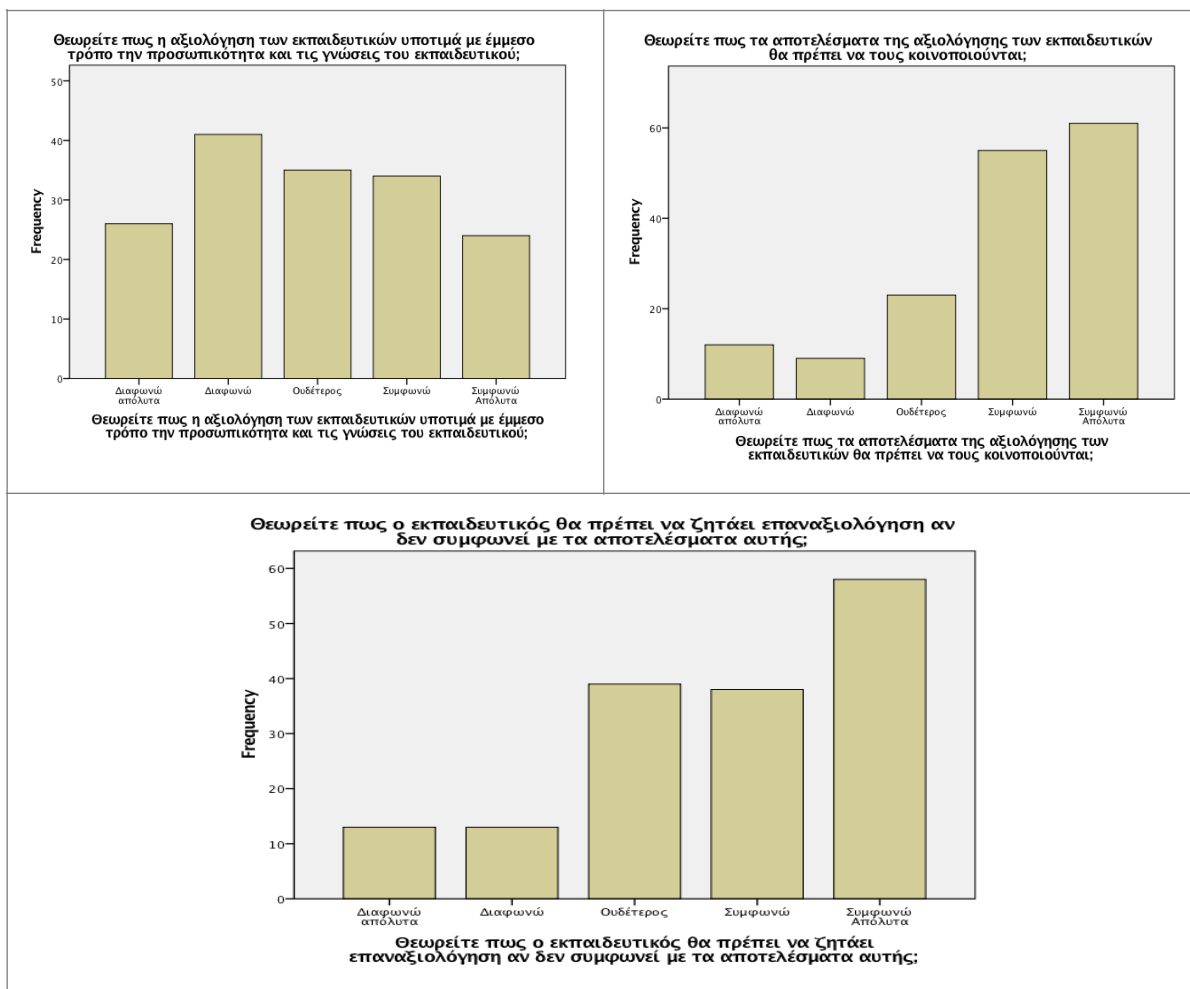 Θεωρείτε πως η αξιολόγηση των εκπαιδευτικών υποτιμά με έμμεσο
τρόπο την προσωπικότητα και τις γνώσεις του εκπαιδευτικού;
50
40
30
20
10
0
Frequency
Διαφωνώ
απόλυτα
Διαφωνώ
Ουδέτερος
Συμφωνώ
Συμφωνώ
Απόλυτα
Θεωρείτε πως η αξιολόγηση των εκπαιδευτικών υποτιμά με έμμεσο
τρόπο την προσωπικότητα και τις γνώσεις του εκπαιδευτικού;
Θεωρείτε πως τα αποτελέσματα της αξιολόγησης των εκπαιδευτικών
θα πρέπει να τους κοινοποιούνται;
60
40
20
0
Frequency
Διαφωνώ
απόλυτα
Διαφωνώ
Ουδέτερος
Συμφωνώ
Συμφωνώ
Απόλυτα
Θεωρείτε πως τα αποτελέσματα της αξιολόγησης των
εκπαιδευτικών θα πρέπει να τους κοινοποιούνται;
Θεωρείτε πως ο εκπαιδευτικός θα πρέπει να ζητάει επαναξιολόγηση αν
δεν συμφωνεί με τα αποτελέσματα αυτής;
60
50
40
30
20
10
0
Frequency
Διαφωνώ
απόλυτα
Διαφωνώ
Ουδέτερος
Συμφωνώ
Συμφωνώ
Απόλυτα
Θεωρείτε πως ο εκπαιδευτικός θα πρέπει να ζητάει
επαναξιολόγηση αν δεν συμφωνεί με τα αποτελέσματα αυτής;